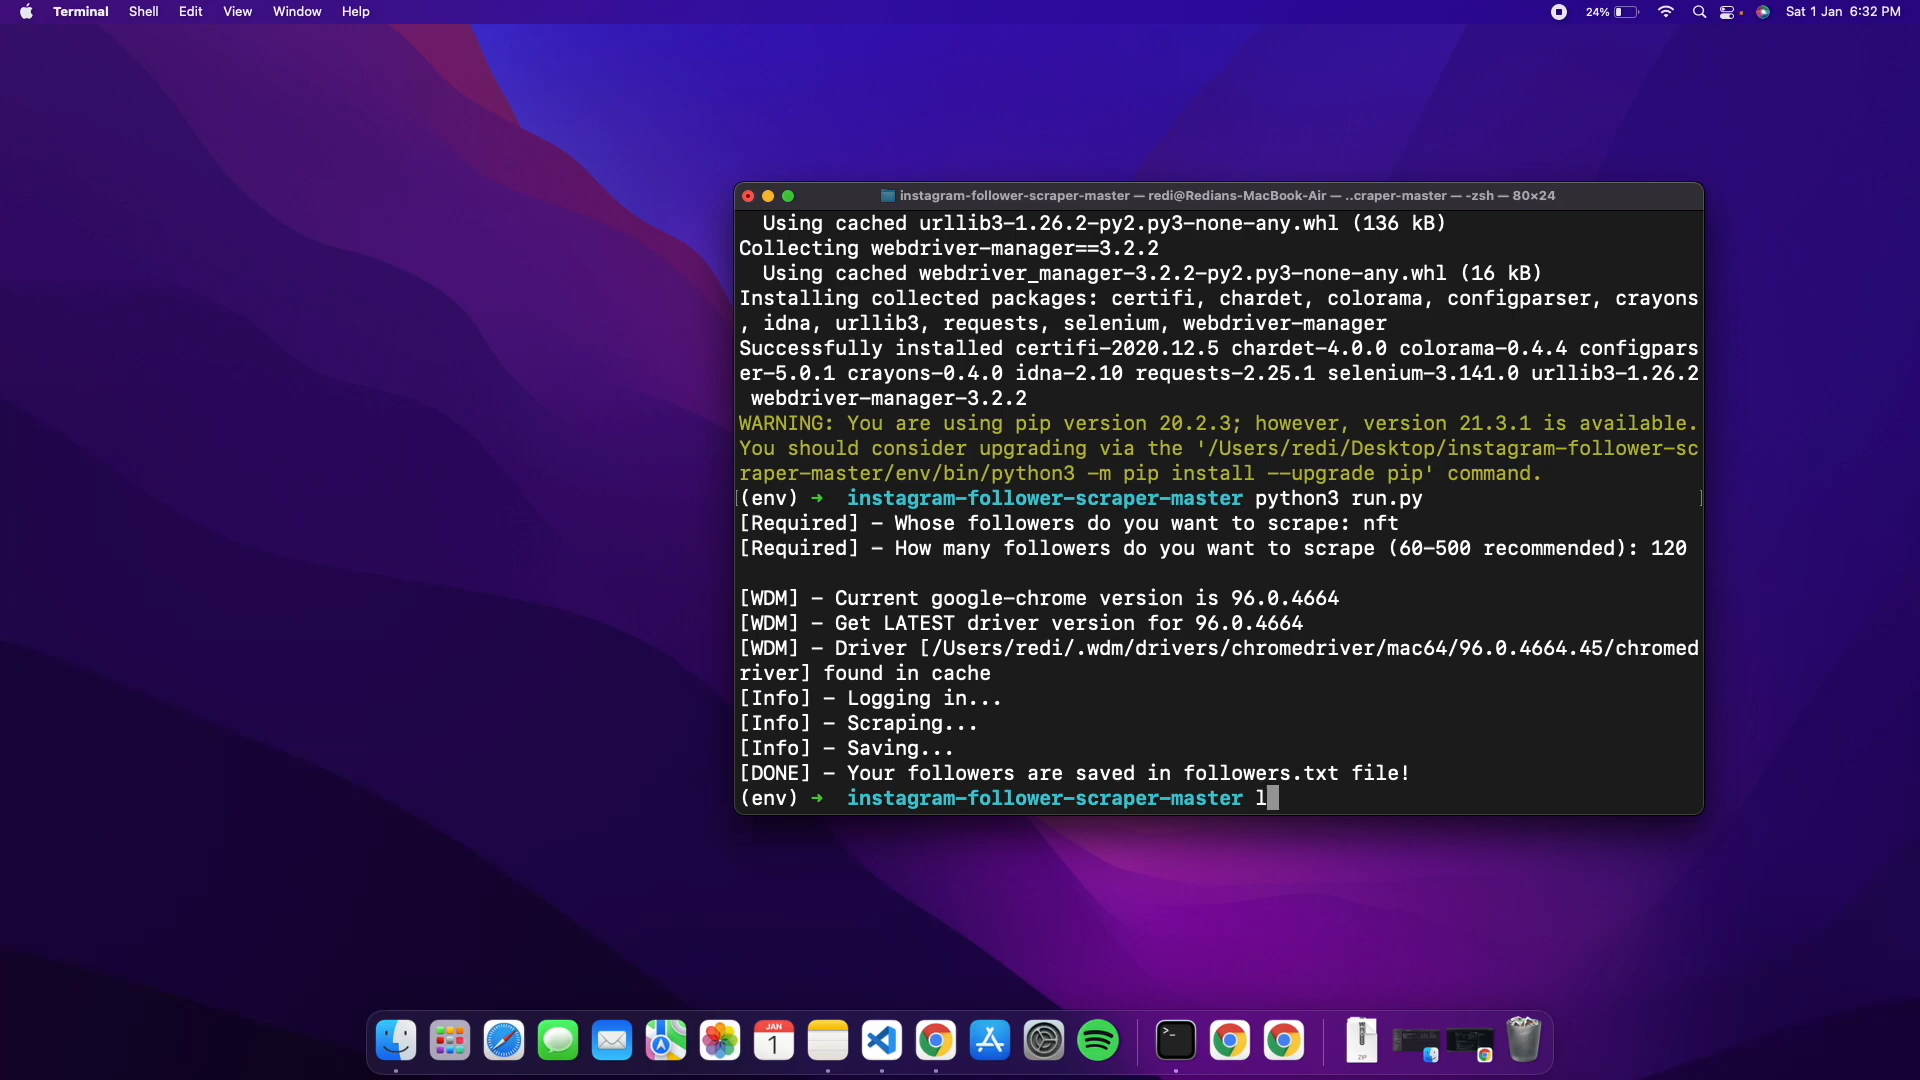 Terminal Shell Edit View Window Help 24% Sat 1 Jan 6:32 PM
instagram-follower-scraper-master — redi@Redians-MacBook-Air — ..craper-master — -zsh — 80×24
Using cached urllib3-1.26.2-py2.py3-none-any.whl (136 kB)
Collecting webdriver-manager==3.2.2
Using cached webdriver_manager-3.2.2-py2.py3-none-any.whl (16 kB)
Installing collected packages: certifi, chardet, colorama, configparser, crayons
, idna, urllib3, requests, selenium, webdriver-manager
Successfully installed certifi-2020.12.5 chardet-4.0.0 colorama-0.4.4 configpars
er-5.0.1 crayons-0.4.0 idna-2.10 requests-2.25.1 selenium-3.141.0 urllib3-1.26.2
webdriver-manager-3.2.2
WARNING: You are using pip version 20.2.3; however, version 21.3.1 is available.
You should consider upgrading via the '/Users/redi/Desktop/instagram-follower-sc
raper-master/env/bin/python3 -m pip install --upgrade pip' command.
[(env) ➜  instagram-follower-scraper-master python3 run.py ]
[Required] - Whose followers do you want to scrape: nft
[Required] - How many followers do you want to scrape (60-500 recommended): 120
[WDM] - Current google-chrome version is 96.0.4664
[WDM] - Get LATEST driver version for 96.0.4664
[WDM] - Driver [/Users/redi/.wdm/drivers/chromedriver/mac64/96.0.4664.45/chromed
river] found in cache
[Info] - Logging in...
[Info] - Scraping...
[Info] - Saving...
[DONE] - Your followers are saved in followers.txt file!
(env) ➜  instagram-follower-scraper-master l
JAN
1
>_
ZIP